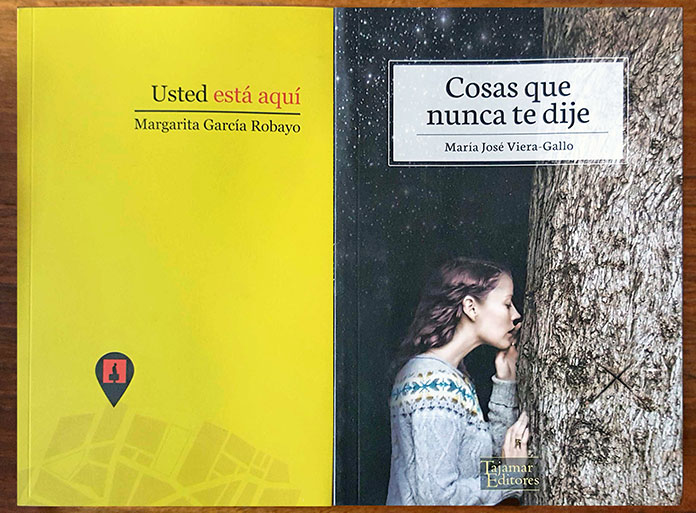 Usted está aquí
Margarita García Robayo
Cosas que
nunca te dije
Maria José Viera-Gallo
Tajamar
Editores